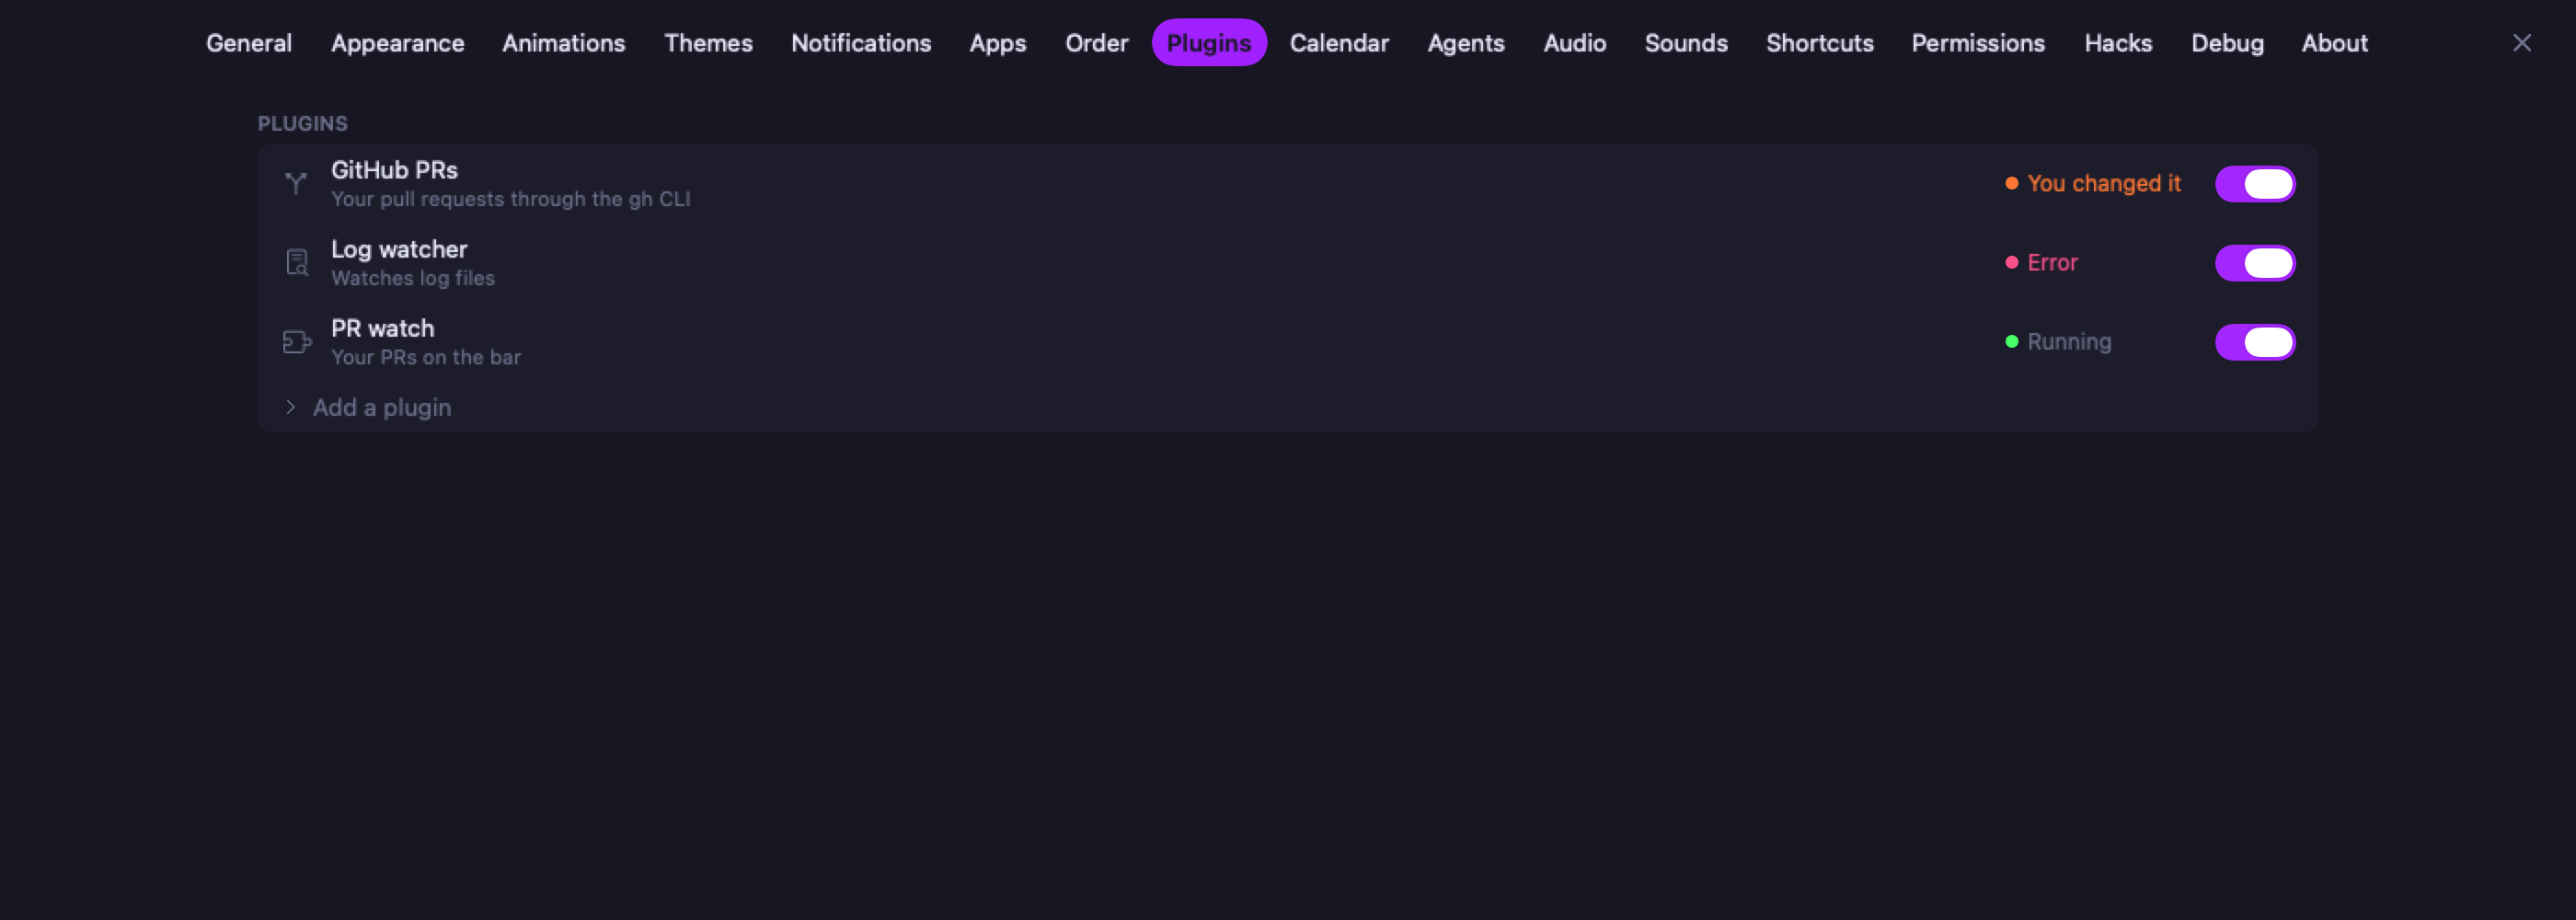 General Appearance Animations Themes Notifications Apps Order Plugins Calendar Agents Audio Sounds Shortcuts Permissions Hacks Debug About
PLUGINS
GitHub PRs
Your pull requests through the gh CLI
You changed it
Log watcher
Watches log files
Error
PR watch
Your PRs on the bar
Running
Add a plugin